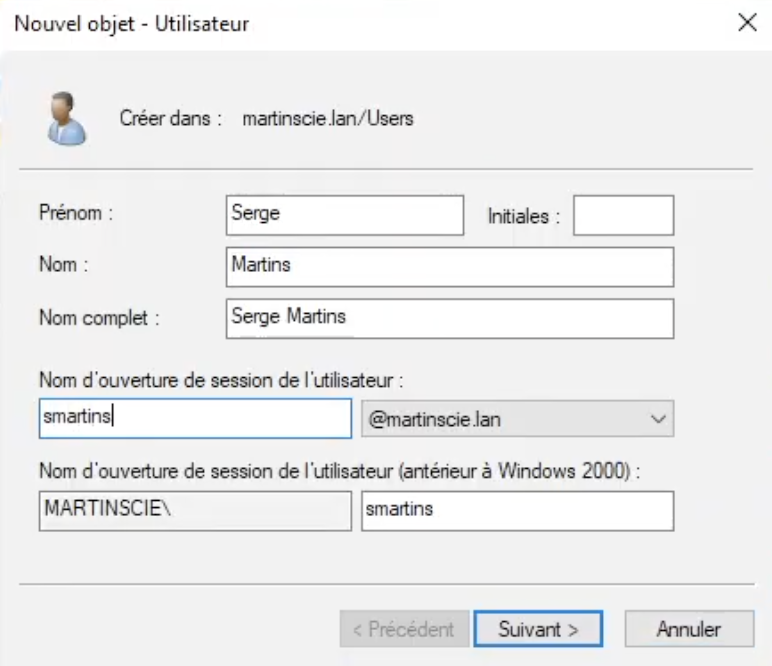 Nouvel objet - Utilisateur
Créer dans : martinscie.lan/Users
Prénom : Serge Initiales :
Nom : Martins
Nom complet : Serge Martins
Nom d'ouverture de session de l'utilisateur :
smartins @martinscie.lan
Nom d'ouverture de session de l'utilisateur (antérieur à Windows 2000) :
MARTINSCIE\ smartins
< Précédent Suivant > Annuler